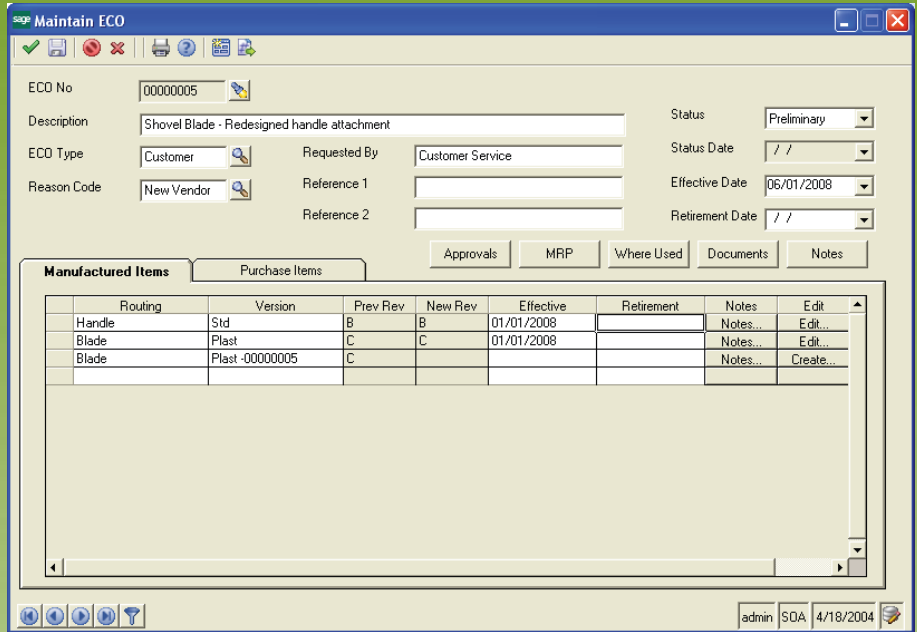 sage Maintain ECO
ECO No 00000005
Description Shovel Blade - Redesigned handle attachment Status Preliminary
ECO Type Customer Requested By Customer Service Status Date / /
Reason Code New Vendor Reference 1 Effective Date 06/01/2008
Reference 2 Retirement Date / /
Approvals MRP Where Used Documents Notes
Manufactured Items Purchase Items
Routing Version Prev Rev New Rev Effective Retirement Notes Edit
Handle Std B B 01/01/2008 Notes... Edit...
Blade Plast C C 01/01/2008 Notes... Edit...
Blade Plast -00000005 C Notes... Create...
admin SOA 4/18/2004